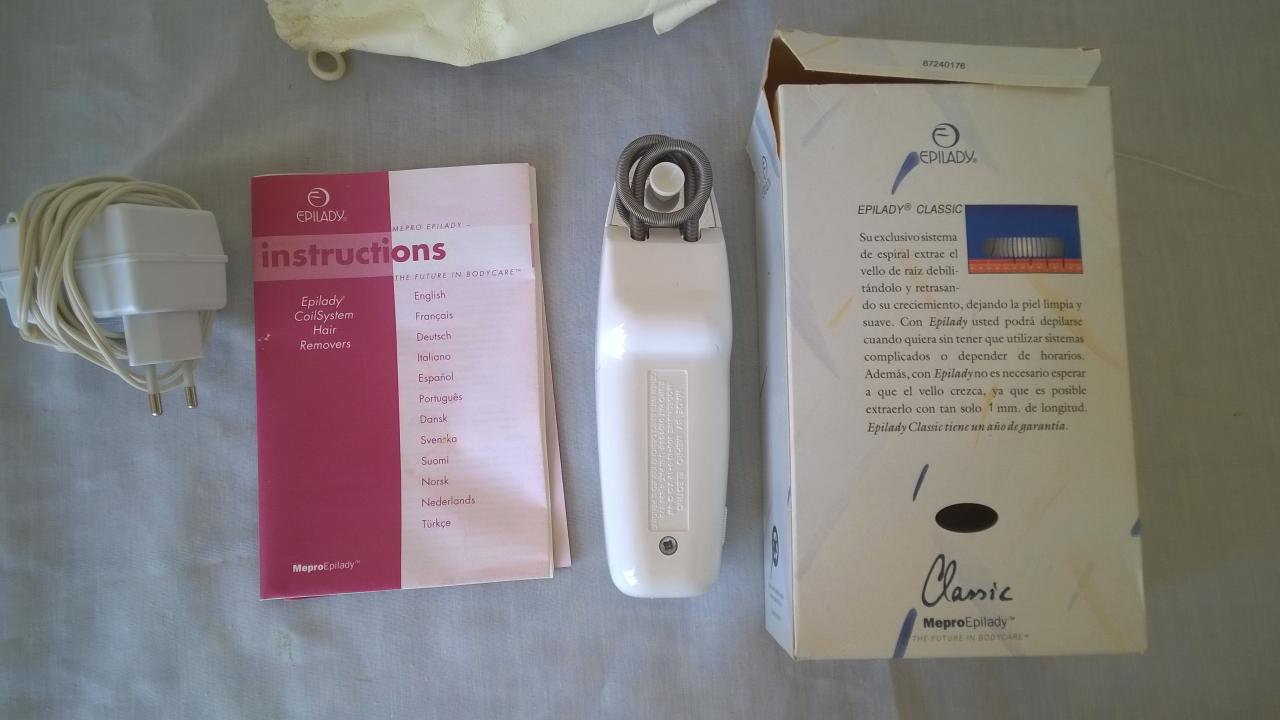 EPILADY®
MEPRO EPILADY –
instructions
THE FUTURE IN BODYCARE™
Epilady®
CoilSystem
Hair
Removers
English
Français
Deutsch
Italiano
Español
Português
Dansk
Svenska
Suomi
Norsk
Nederlands
Türkçe
MeproEpilady™
87240176
EPILADY®
EPILADY® CLASSIC
Su exclusivo sistema
de espiral extrae el
vello de raíz debili-
tándolo y retrasan-
do su creciemiento, dejando la piel limpia y
suave. Con Epilady usted podrá depilarse
cuando quiera sin tener que utilizar sistemas
complicados o depender de horarios.
Además, con Epilady no es necesario esperar
a que el vello crezca, ya que es posible
extraerlo con tan solo 1 mm. de longitud.
Epilady Classic tiene un año de garantía.
Classic
MeproEpilady™
THE FUTURE IN BODYCARE™